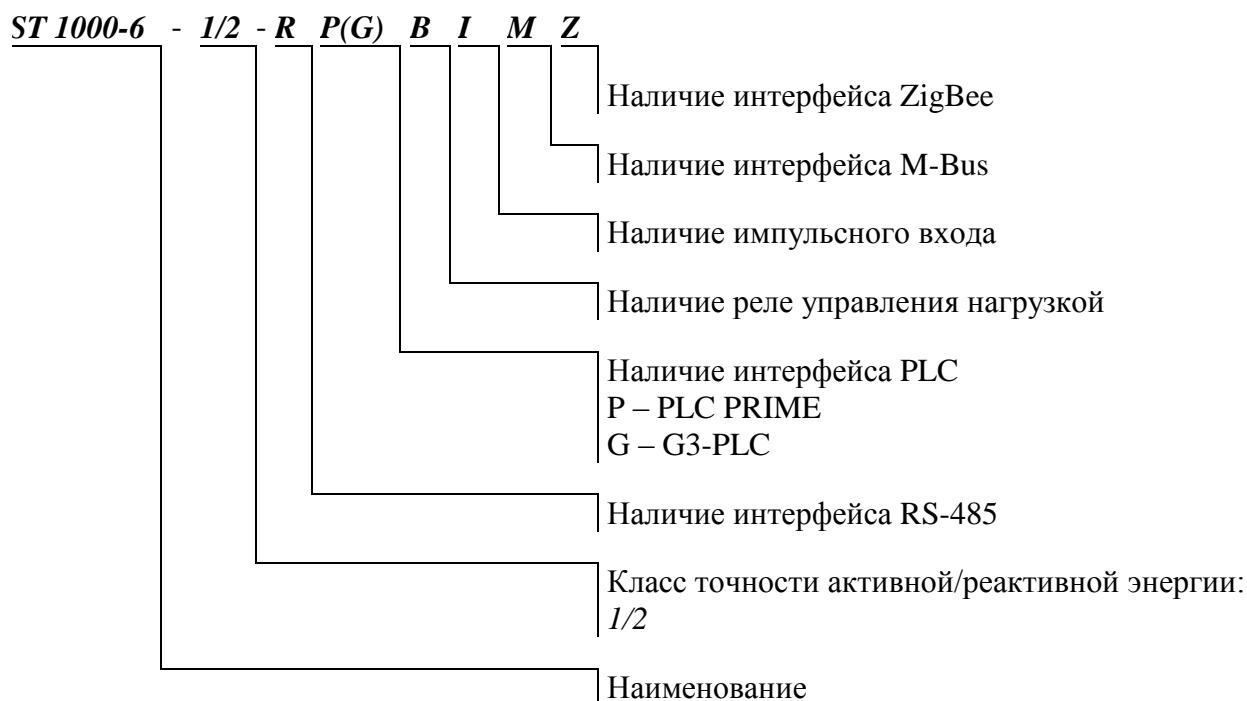 ST 1000-6 - 1/2 - R P(G) B I M Z
Наличие интерфейса ZigBee
Наличие интерфейса M-Bus
Наличие импульсного входа
Наличие реле управления нагрузкой
Наличие интерфейса PLC
P – PLC PRIME
G – G3-PLC
Наличие интерфейса RS-485
Класс точности активной/реактивной энергии:
1/2
Наименование